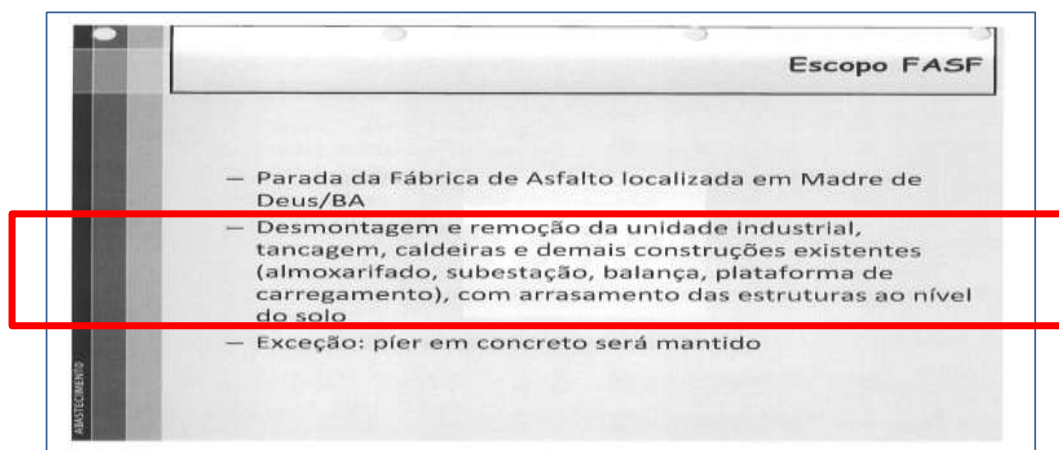 Escopo FASF
— Parada da Fábrica de Asfalto localizada em Madre de
Deus/BA
— Desmontagem e remoção da unidade industrial,
tancagem, caldeiras e demais construções existentes
(almoxarifado, subestação, balança, plataforma de
carregamento), com arrasamento das estruturas ao nível
do solo
— Exceção: píer em concreto será mantido
ABASTECIMENTO